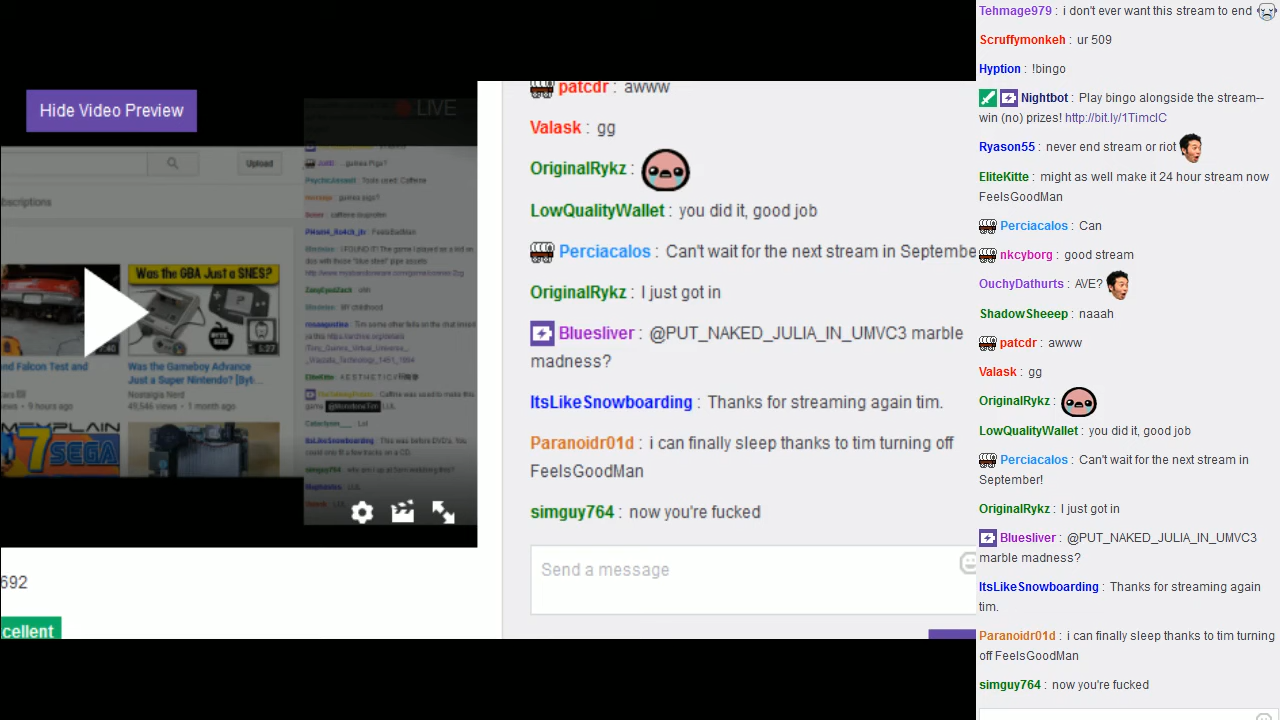 Hide Video Preview
LIVE
Upload
Was the GBA Just a SNES?
nd Falcon Test and
Was the Gameboy Advance
Just a Super Nintendo? [Byt...
Nostalgia Nerd
49,546 views • 1 month ago
ws • 9 hours ago
692
cellent
patcdr : awww
Valask : gg
OriginalRykz :
LowQualityWallet : you did it, good job
Perciacalos : Can't wait for the next stream in Septembe
OriginalRykz : I just got in
Bluesliver : @PUT_NAKED_JULIA_IN_UMVC3 marble
madness?
ItsLikeSnowboarding : Thanks for streaming again tim.
Paranoidr01d : i can finally sleep thanks to tim turning off
FeelsGoodMan
simguy764 : now you're fucked
Send a message
Tehmage979 : i don't ever want this stream to end
Scruffymonkeh : ur 509
Hyption : !bingo
Nightbot : Play bingo alongside the stream--
win (no) prizes! http://bit.ly/1TimcIC
Ryason55 : never end stream or riot
EliteKitte : might as well make it 24 hour stream now
FeelsGoodMan
Perciacalos : Can
nkcyborg : good stream
OuchyDathurts : AVE?
ShadowSheeep : naaah
patcdr : awww
Valask : gg
OriginalRykz :
LowQualityWallet : you did it, good job
Perciacalos : Can't wait for the next stream in
September!
OriginalRykz : I just got in
Bluesliver : @PUT_NAKED_JULIA_IN_UMVC3
marble madness?
ItsLikeSnowboarding : Thanks for streaming again
tim.
Paranoidr01d : i can finally sleep thanks to tim turning
off FeelsGoodMan
simguy764 : now you're fucked